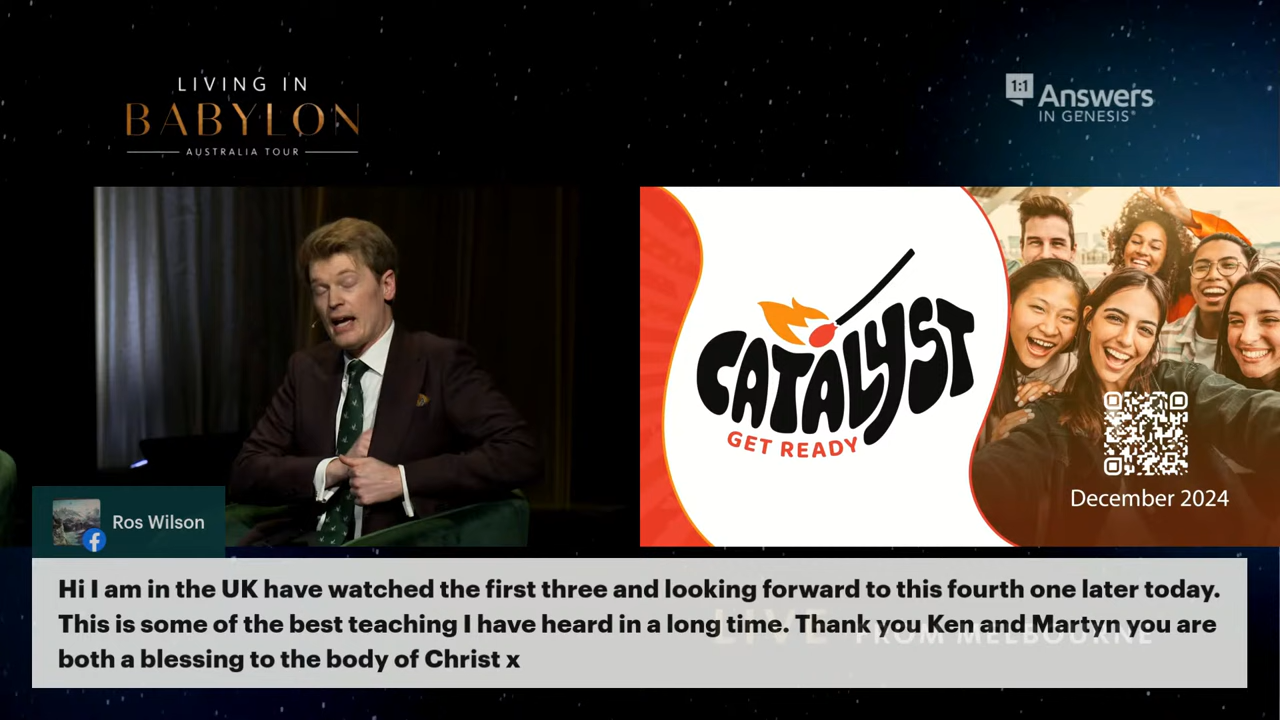 LIVING IN
BABYLON
AUSTRALIA TOUR
1:1
Answers
IN GENESIS®
CATALYST
GET READY
December 2024
Ros Wilson
Hi I am in the UK have watched the first three and looking forward to this fourth one later today.
This is some of the best teaching I have heard in a long time. Thank you Ken and Martyn you are
both a blessing to the body of Christ x
LIVE FROM MELBOURNE